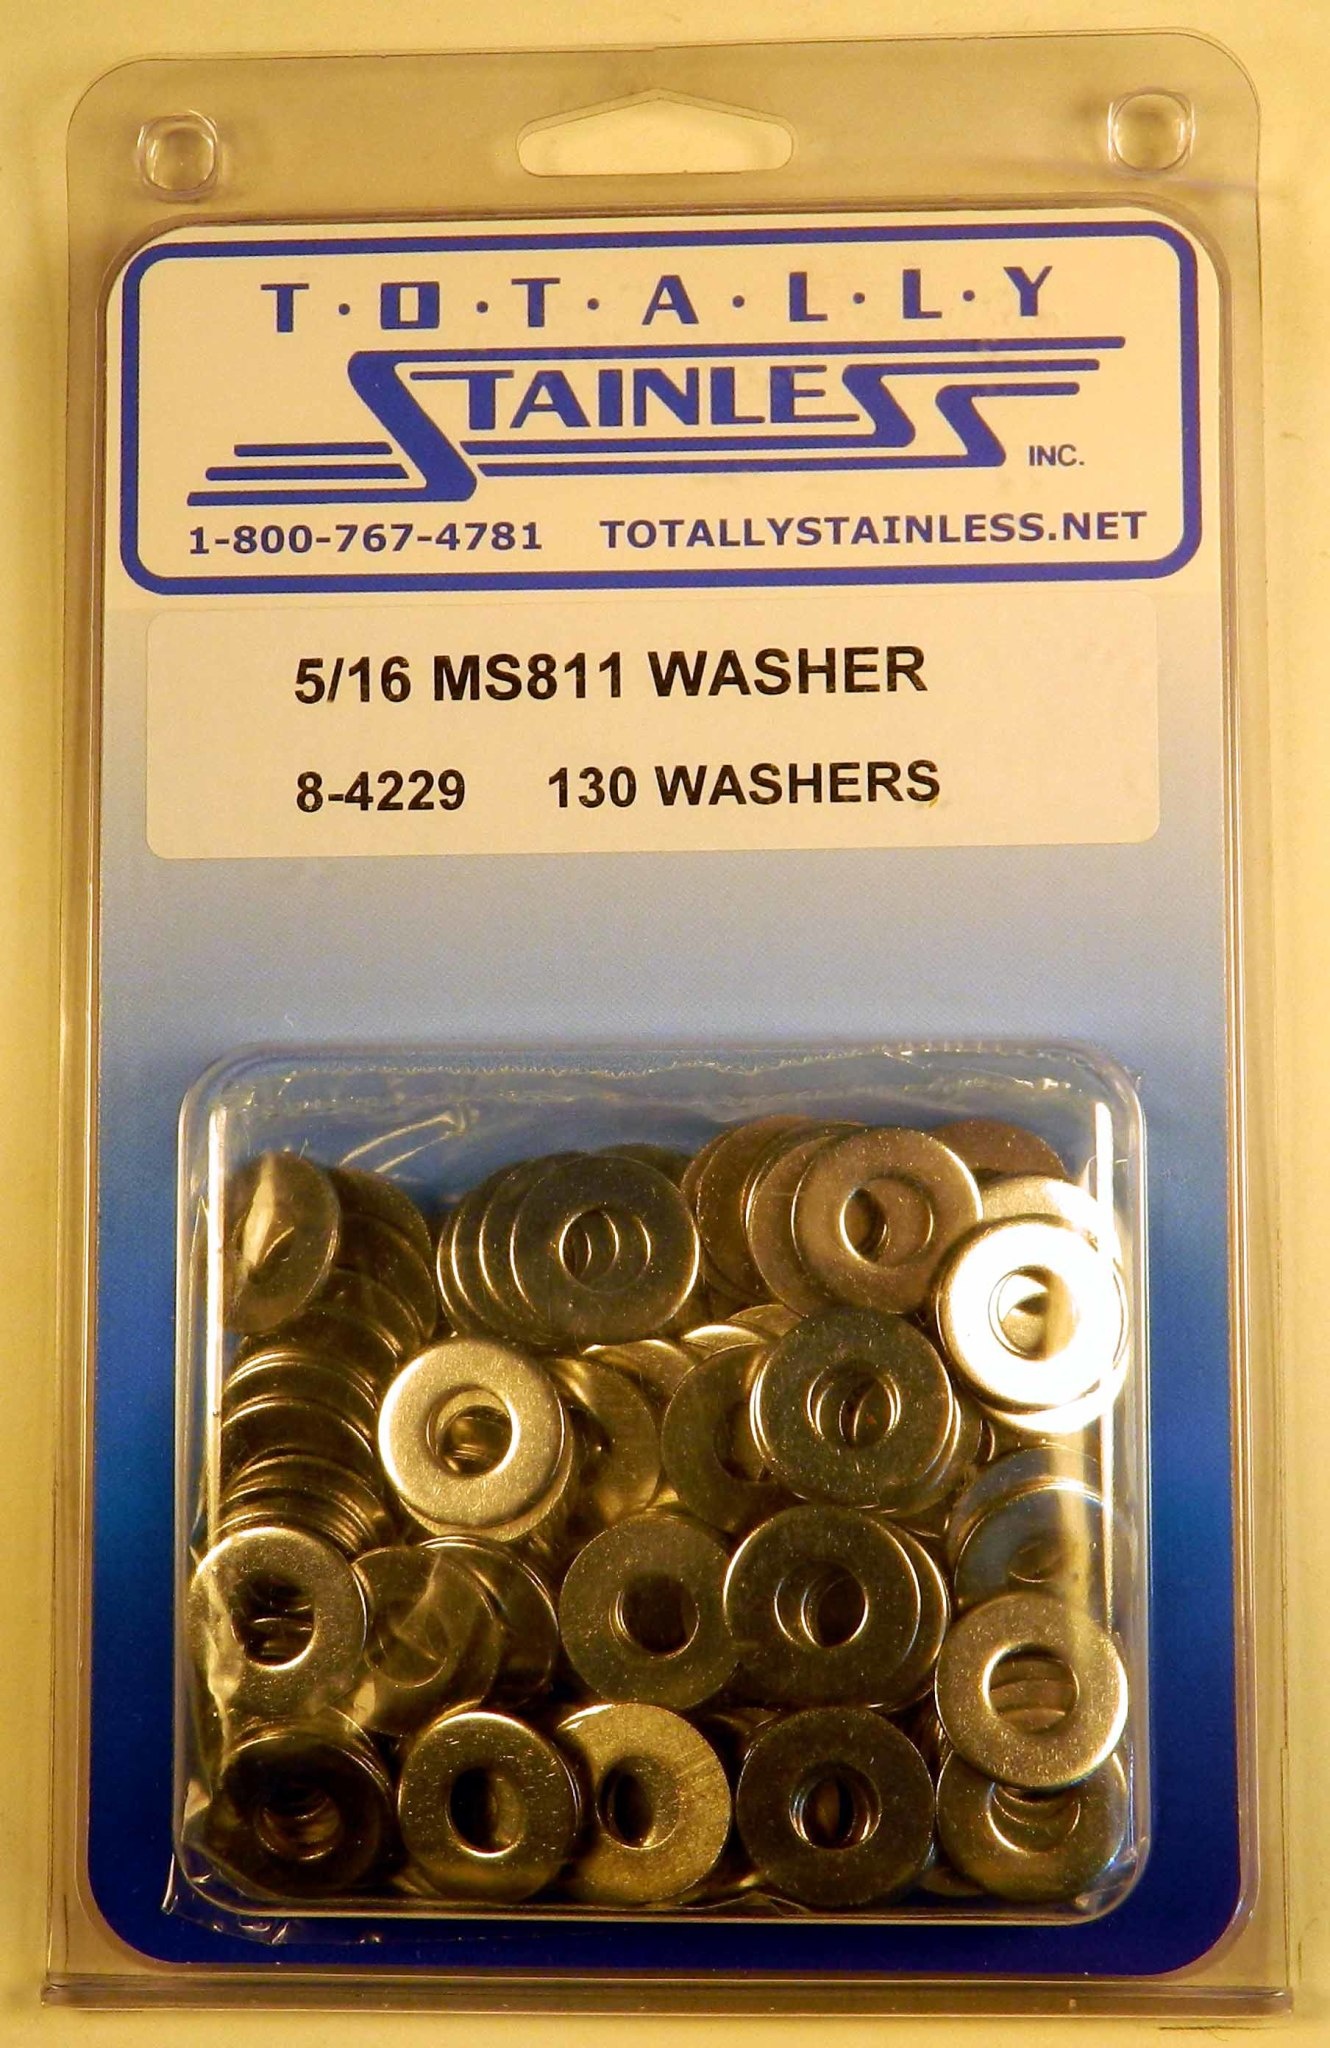 T·O·T·A·L·L·Y
STAINLESS
INC.
1-800-767-4781 TOTALLYSTAINLESS.NET
5/16 MS811 WASHER
8-4229 130 WASHERS